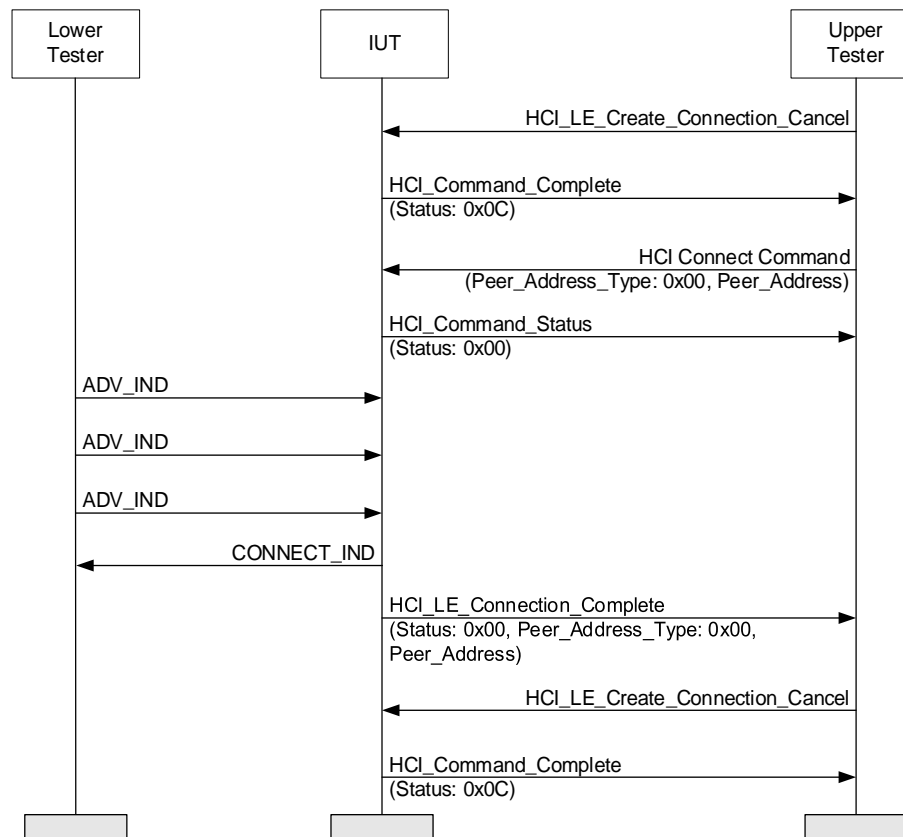 Lower
Tester
IUT
Upper
Tester
HCI_LE_Create_Connection_Cancel
HCI_Command_Complete
(Status: 0x0C)
HCI Connect Command
(Peer_Address_Type: 0x00, Peer_Address)
HCI_Command_Status
(Status: 0x00)
ADV_IND
ADV_IND
ADV_IND
CONNECT_IND
HCI_LE_Connection_Complete
(Status: 0x00, Peer_Address_Type: 0x00,
Peer_Address)
HCI_LE_Create_Connection_Cancel
HCI_Command_Complete
(Status: 0x0C)